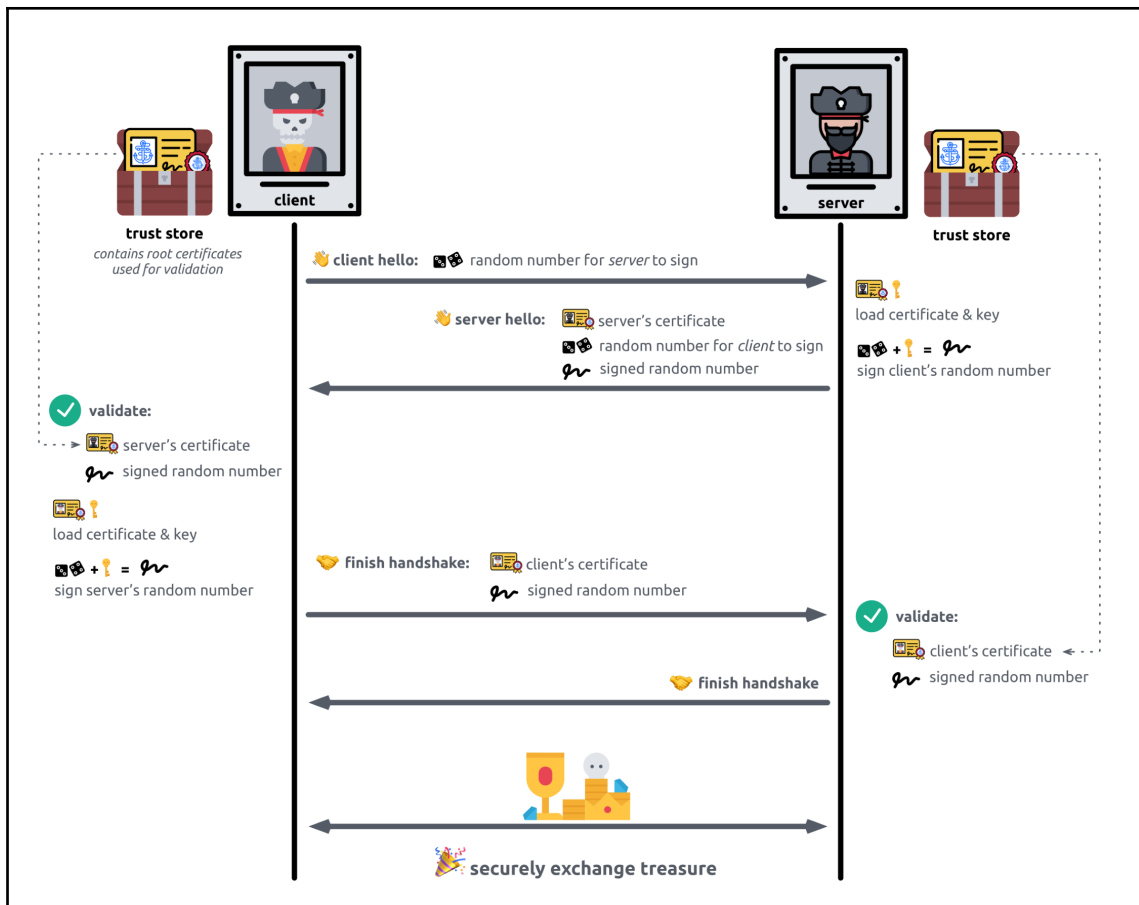 client
server
trust store
contains root certificates
used for validation
trust store
client hello: random number for server to sign
load certificate & key
server hello: server's certificate
random number for client to sign
signed random number
+ =
sign client's random number
validate:
server's certificate
signed random number
load certificate & key
+ =
sign server's random number
finish handshake: client's certificate
signed random number
validate:
client's certificate
signed random number
finish handshake
securely exchange treasure